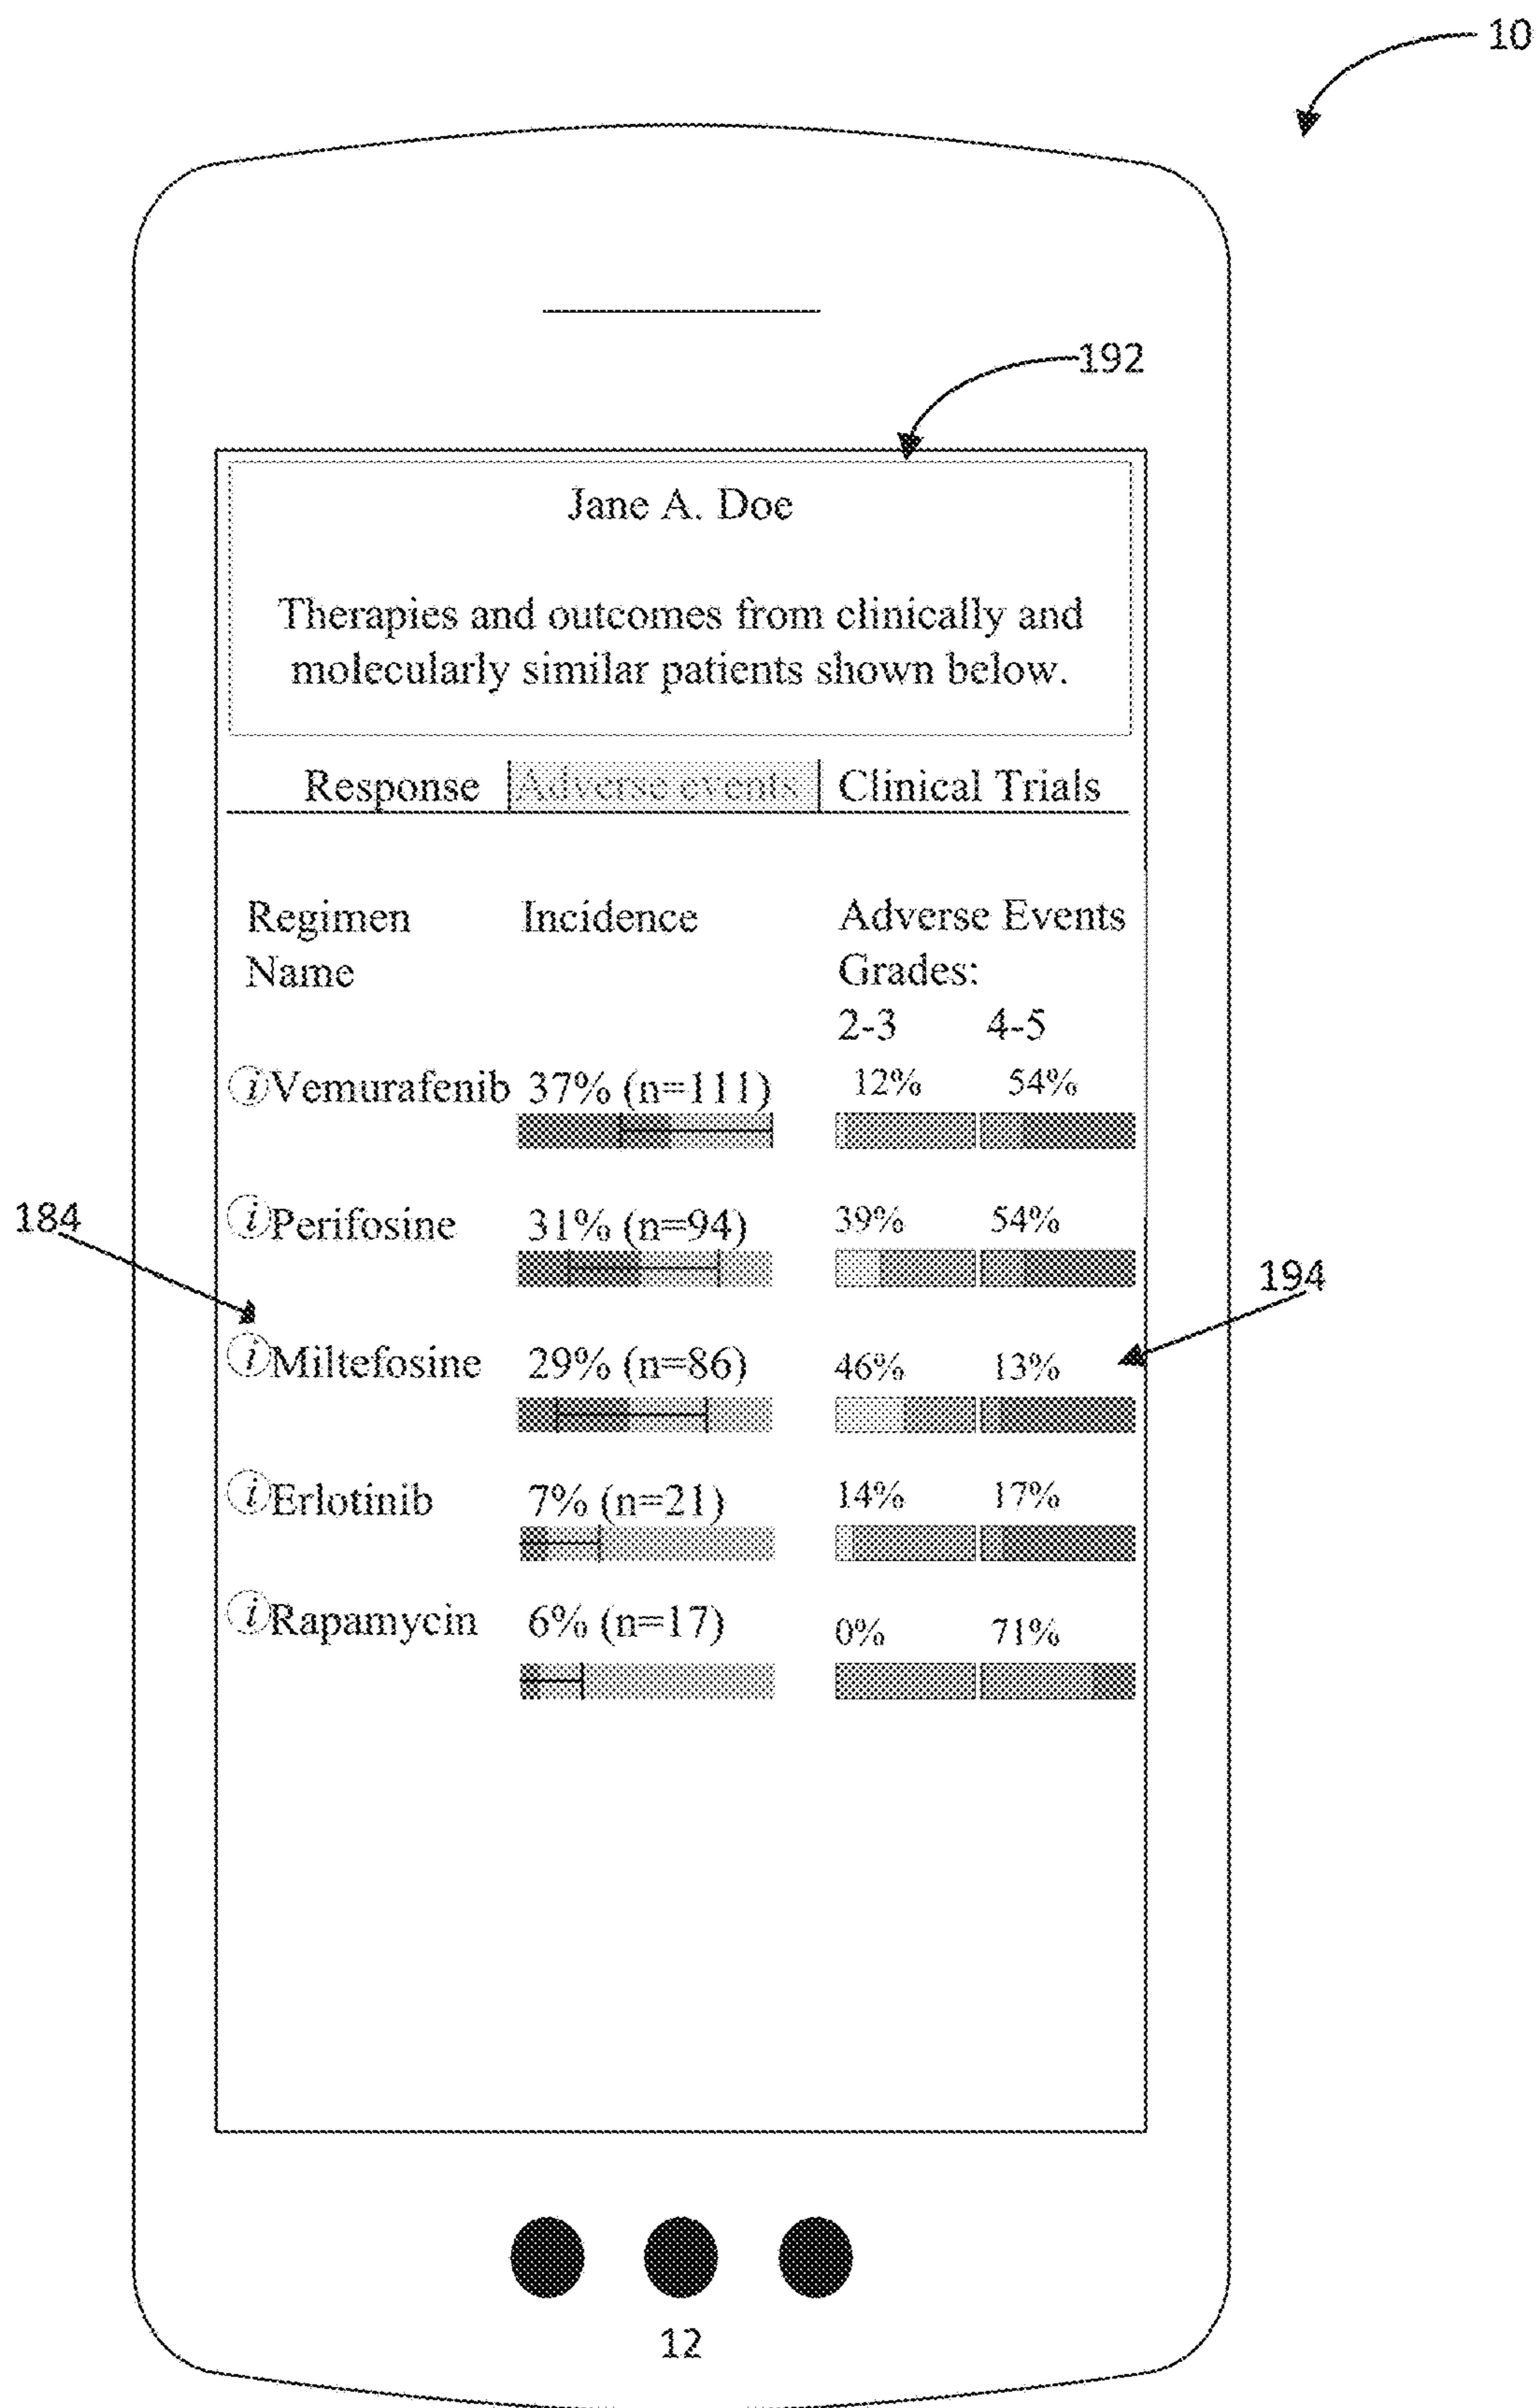 10
192
Jane A. Doe
Therapies and outcomes from clinically and
molecularly similar patients shown below.
Response Adverse events Clinical Trials
Regimen Name
Incidence
Adverse Events
Grades:
2-3 4-5
i Vemurafenib 37% (n=111) 12% 54%
184
i Perifosine 31% (n=94) 39% 54%
194
i Miltefosine 29% (n=86) 46% 13%
i Erlotinib 7% (n=21) 14% 17%
i Rapamycin 6% (n=17) 0% 71%
12